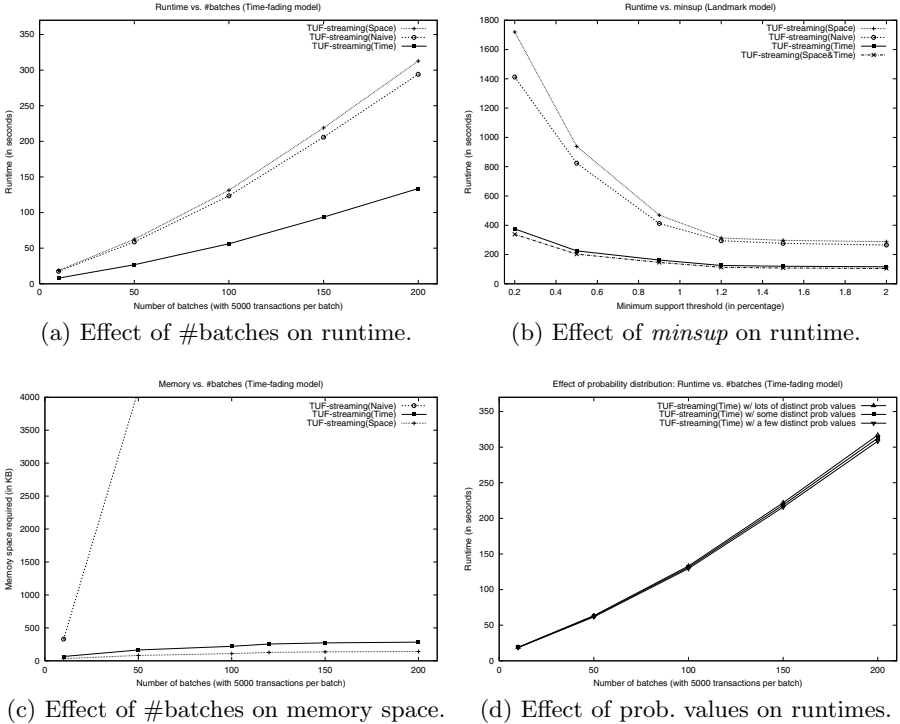 Runtime vs. #batches (Time-fading model)
TUF-streaming(Space)
TUF-streaming(Naive)
TUF-streaming(Time)
350
300
250
200
150
100
50
0
0 50 100 150 200
Runtime (in seconds)
Number of batches (with 5000 transactions per batch)
(a) Effect of #batches on runtime.
Runtime vs. minsup (Landmark model)
TUF-streaming(Space)
TUF-streaming(Naive)
TUF-streaming(Time)
TUF-streaming(Space&Time)
1800
1600
1400
1200
1000
800
600
400
200
0
0.2 0.4 0.6 0.8 1 1.2 1.4 1.6 1.8 2
Runtime (in seconds)
Minimum support threshold (in percentage)
(b) Effect of minsup on runtime.
Memory vs. #batches (Time-fading model)
TUF-streaming(Naive)
TUF-streaming(Time)
TUF-streaming(Space)
4000
3500
3000
2500
2000
1500
1000
500
0
0 50 100 150 200
Memory space required (in KB)
Number of batches (with 5000 transactions per batch)
(c) Effect of #batches on memory space.
Effect of probability distribution: Runtime vs. #batches (Time-fading model)
TUF-streaming(Time) w/ lots of distinct prob values
TUF-streaming(Time) w/ some distinct prob values
TUF-streaming(Time) w/ a few distinct prob values
350
300
250
200
150
100
50
0
0 50 100 150 200
Runtime (in seconds)
Number of batches (with 5000 transactions per batch)
(d) Effect of prob. values on runtimes.